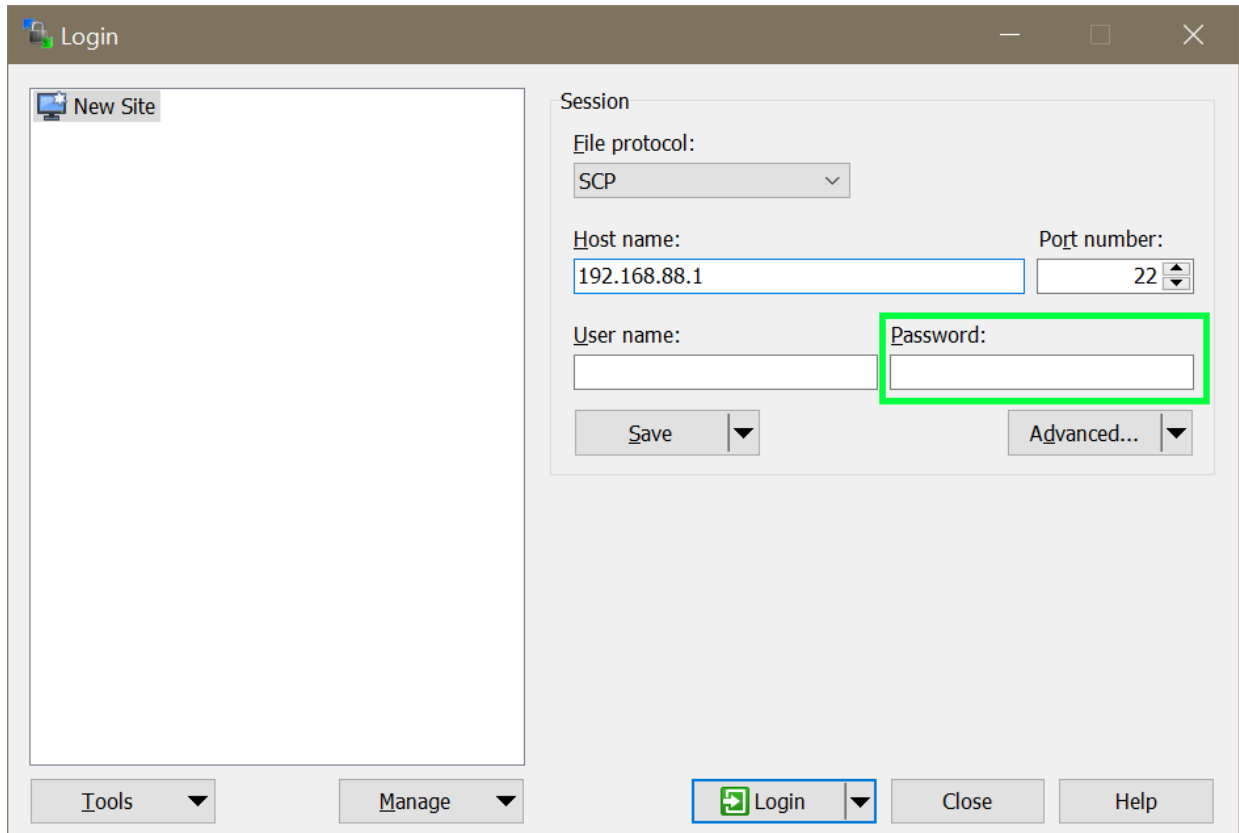 Login
New Site
Session
File protocol:
SCP
Host name:
Port number:
192.168.88.1
22
User name:
Password:
Save
Advanced...
Tools
Manage
Login
Close
Help